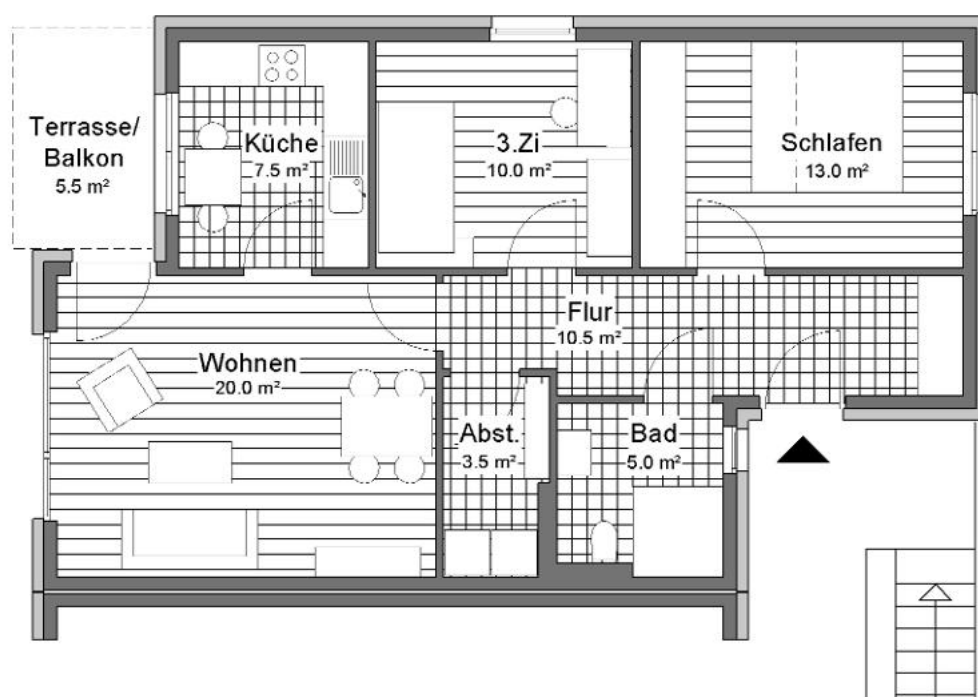 Terrasse/
Balkon
5.5 m²
Küche
7.5 m²
3.Zi
10.0 m²
Schlafen
13.0 m²
Flur
10.5 m²
Wohnen
20.0 m²
Abst.
3.5 m²
Bad
5.0 m²